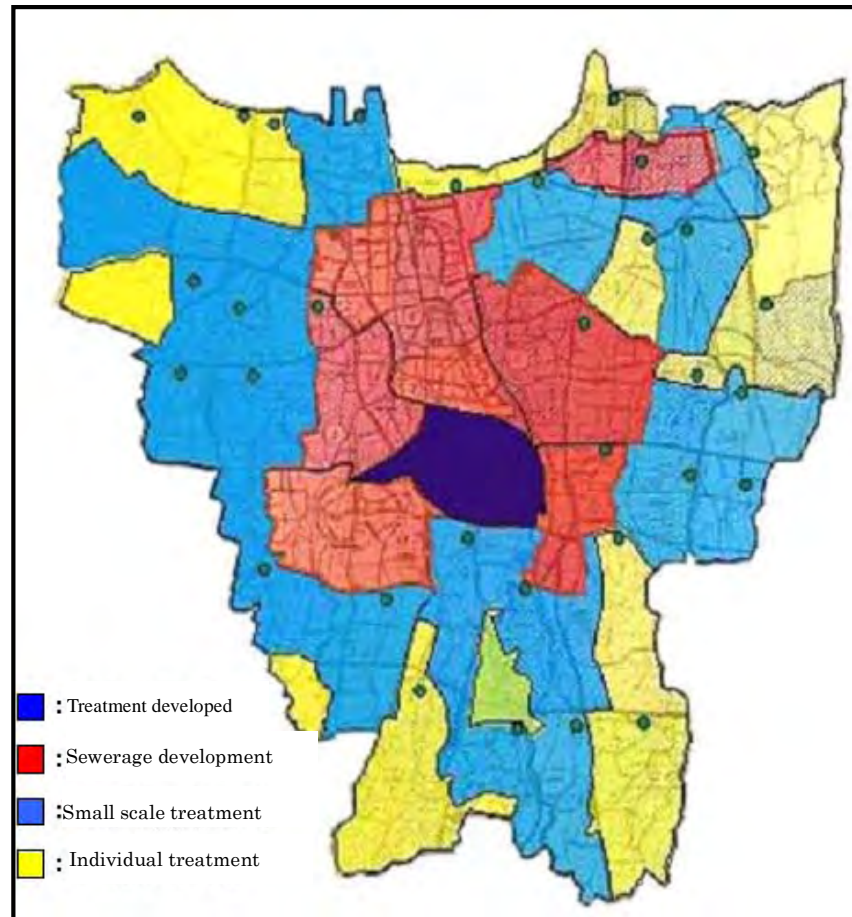 : Treatment developed
: Sewerage development
:Small scale treatment
: Individual treatment